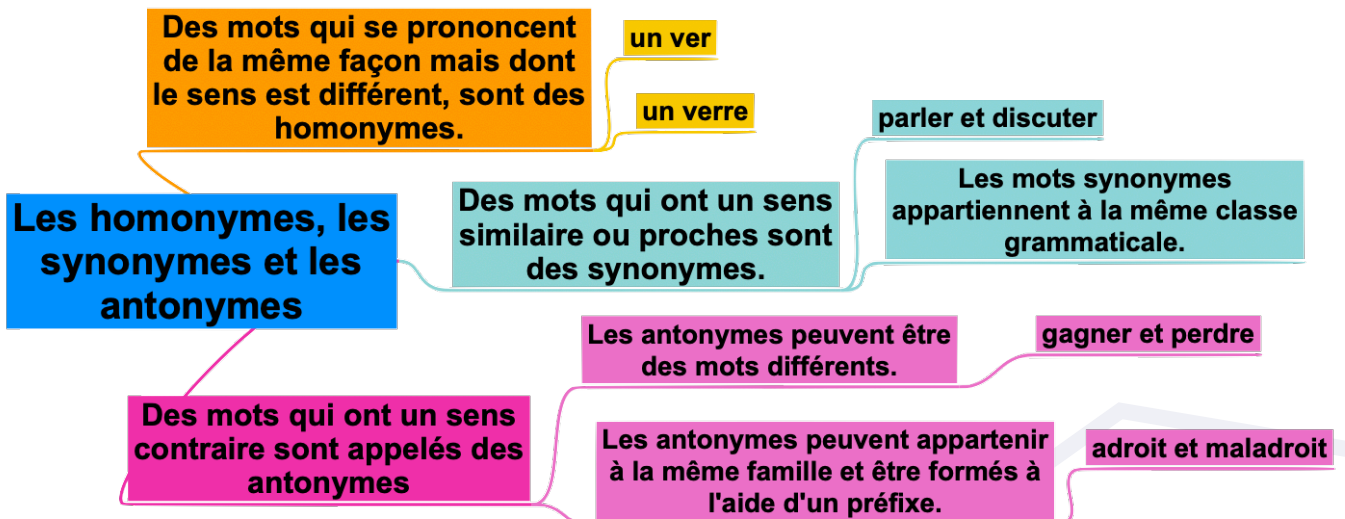 Des mots qui se prononcent
de la même façon mais dont
le sens est différent, sont des
homonymes.
un ver
un verre
Les homonymes, les
synonymes et les
antonymes
Des mots qui ont un sens
similaire ou proches sont
des synonymes.
parler et discuter
Les mots synonymes
appartiennent à la même classe
grammaticale.
Des mots qui ont un sens
contraire sont appelés des
antonymes
Les antonymes peuvent être
des mots différents.
gagner et perdre
Les antonymes peuvent appartenir
à la même famille et être formés à
l'aide d'un préfixe.
adroit et maladroit